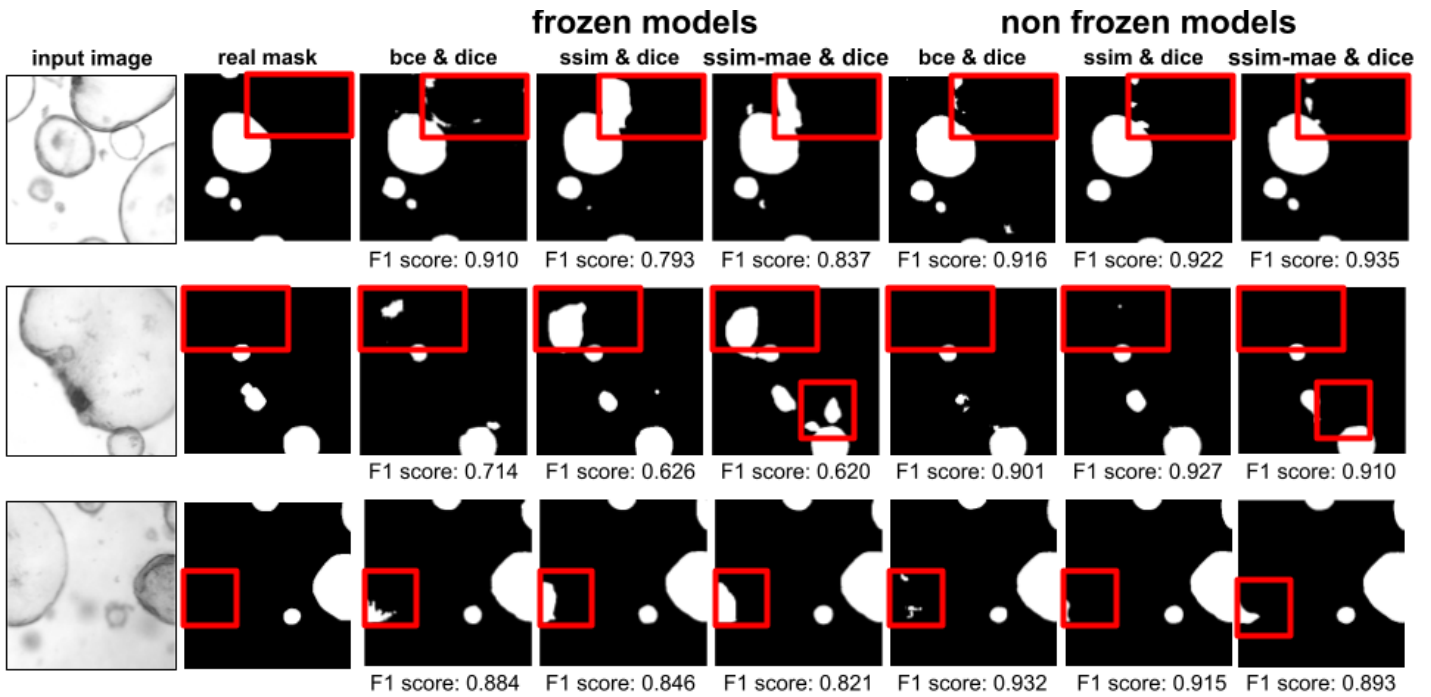 frozen models non frozen models
input image real mask bce & dice ssim & dice ssim-mae & dice bce & dice ssim & dice ssim-mae & dice
F1 score: 0.910 F1 score: 0.793 F1 score: 0.837 F1 score: 0.916 F1 score: 0.922 F1 score: 0.935
F1 score: 0.714 F1 score: 0.626 F1 score: 0.620 F1 score: 0.901 F1 score: 0.927 F1 score: 0.910
F1 score: 0.884 F1 score: 0.846 F1 score: 0.821 F1 score: 0.932 F1 score: 0.915 F1 score: 0.893